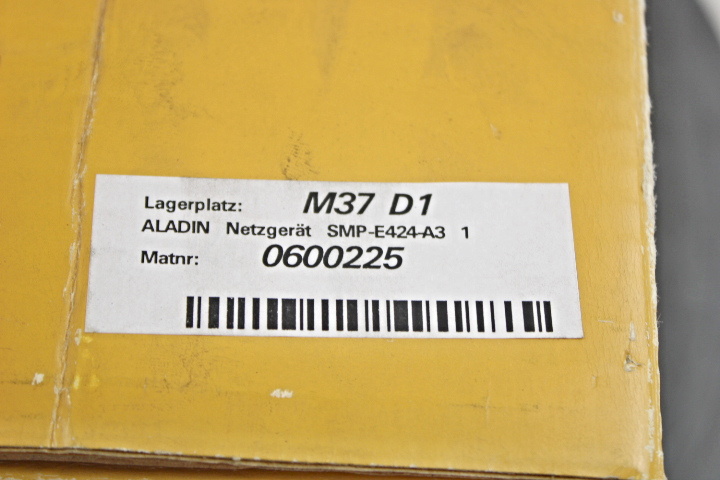 Lagerplatz: M37 D1
ALADIN Netzgerät SMP-E424-A3 1
Matnr: 0600225